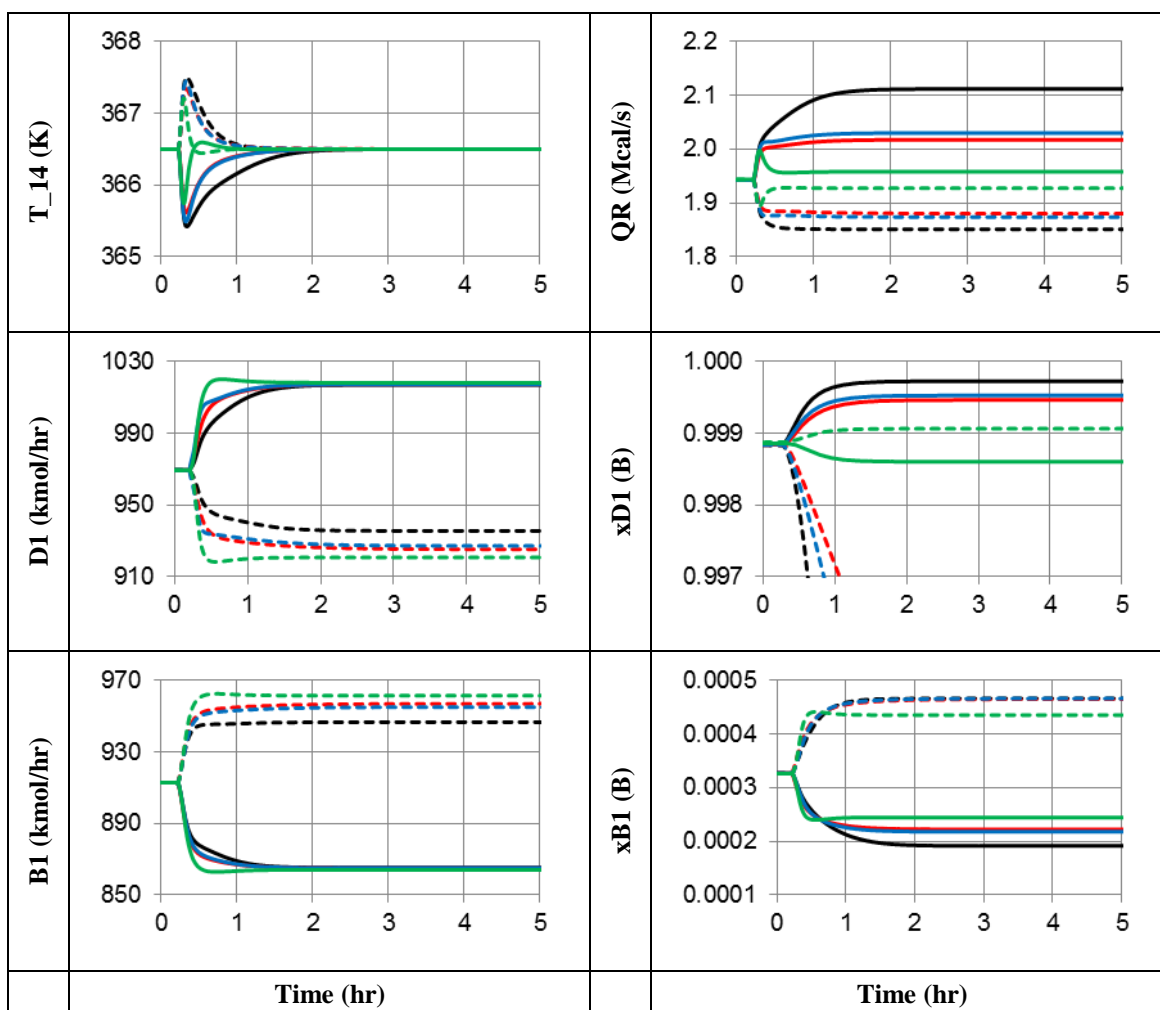 T_14 (K)
368
367
366
365
0 1 2 3 4 5
QR (Mcal/s)
2.2
2.1
2.0
1.9
1.8
0 1 2 3 4 5
D1 (kmol/hr)
1030
990
950
910
0 1 2 3 4 5
xD1 (B)
1.000
0.999
0.998
0.997
0 1 2 3 4 5
B1 (kmol/hr)
970
930
890
850
0 1 2 3 4 5
xB1 (B)
0.0005
0.0004
0.0003
0.0002
0.0001
0 1 2 3 4 5
Time (hr)
Time (hr)